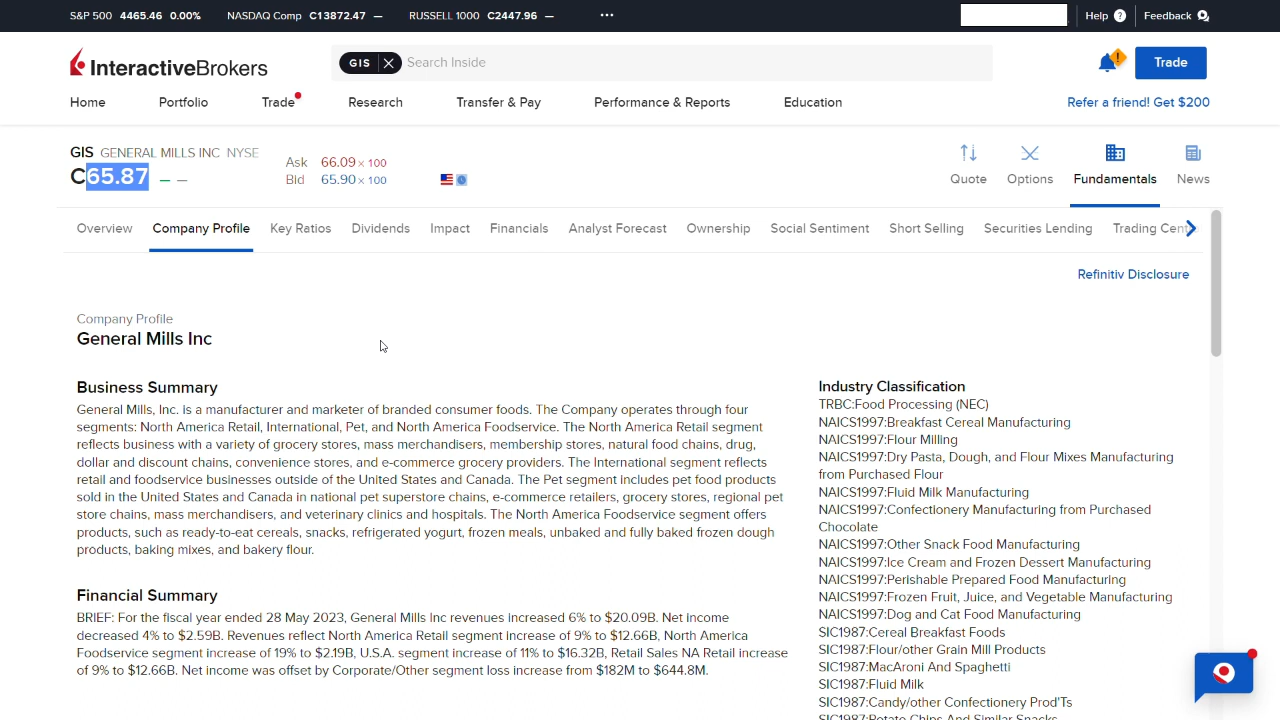 S&P 500 4465.46 0.00% NASDAQ Comp C13872.47 — RUSSELL 1000 C2447.96 — ••• Help ? Feedback
InteractiveBrokers GIS Search Inside ! Trade
Home Portfolio Trade Research Transfer & Pay Performance & Reports Education Refer a friend! Get $200
GIS GENERAL MILLS INC NYSE
C65.87 — —
Ask 66.09 × 100
Bid 65.90 × 100
Quote Options Fundamentals News
Overview Company Profile Key Ratios Dividends Impact Financials Analyst Forecast Ownership Social Sentiment Short Selling Securities Lending Trading Cent
Refinitiv Disclosure
Company Profile
General Mills Inc
Business Summary
General Mills, Inc. is a manufacturer and marketer of branded consumer foods. The Company operates through four
segments: North America Retail, International, Pet, and North America Foodservice. The North America Retail segment
reflects business with a variety of grocery stores, mass merchandisers, membership stores, natural food chains, drug,
dollar and discount chains, convenience stores, and e-commerce grocery providers. The International segment reflects
retail and foodservice businesses outside of the United States and Canada. The Pet segment includes pet food products
sold in the United States and Canada in national pet superstore chains, e-commerce retailers, grocery stores, regional pet
store chains, mass merchandisers, and veterinary clinics and hospitals. The North America Foodservice segment offers
products, such as ready-to-eat cereals, snacks, refrigerated yogurt, frozen meals, unbaked and fully baked frozen dough
products, baking mixes, and bakery flour.
Financial Summary
BRIEF: For the fiscal year ended 28 May 2023, General Mills Inc revenues increased 6% to $20.09B. Net income
decreased 4% to $2.59B. Revenues reflect North America Retail segment increase of 9% to $12.66B, North America
Foodservice segment increase of 19% to $2.19B, U.S.A. segment increase of 11% to $16.32B, Retail Sales NA Retail increase
of 9% to $12.66B. Net income was offset by Corporate/Other segment loss increase from $182M to $644.8M.
Industry Classification
TRBC:Food Processing (NEC)
NAICS1997:Breakfast Cereal Manufacturing
NAICS1997:Flour Milling
NAICS1997:Dry Pasta, Dough, and Flour Mixes Manufacturing
from Purchased Flour
NAICS1997:Fluid Milk Manufacturing
NAICS1997:Confectionery Manufacturing from Purchased
Chocolate
NAICS1997:Other Snack Food Manufacturing
NAICS1997:Ice Cream and Frozen Dessert Manufacturing
NAICS1997:Perishable Prepared Food Manufacturing
NAICS1997:Frozen Fruit, Juice, and Vegetable Manufacturing
NAICS1997:Dog and Cat Food Manufacturing
SIC1987:Cereal Breakfast Foods
SIC1987:Flour/other Grain Mill Products
SIC1987:MacAroni And Spaghetti
SIC1987:Fluid Milk
SIC1987:Candy/other Confectionery Prod'Ts
SIC1987:Potato Chips And Similar Snacks